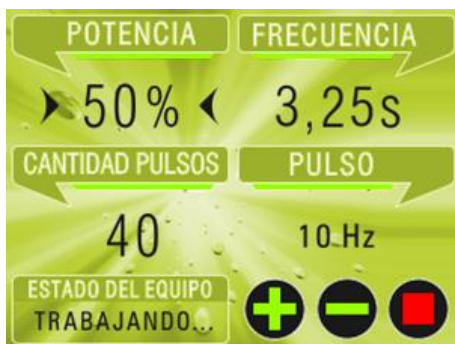 POTENCIA
FRECUENCIA
50%
3,25s
CANTIDAD PULSOS
PULSO
40
10 Hz
ESTADO DEL EQUIPO
TRABAJANDO...